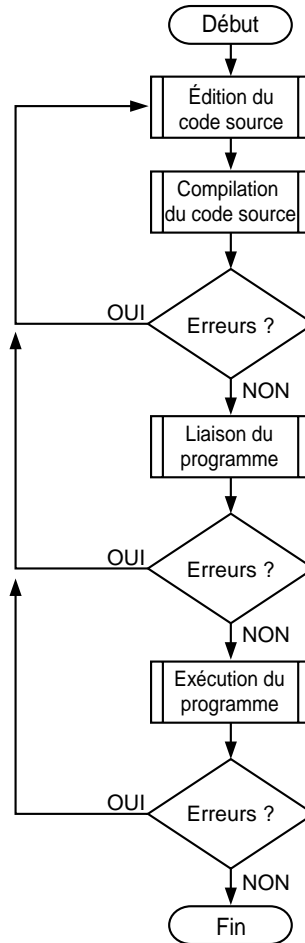 Début
Édition du
code source
Compilation
du code source
OUI
Erreurs ?
NON
Liaison du
programme
OUI
Erreurs ?
NON
Exécution du
programme
OUI
Erreurs ?
NON
Fin